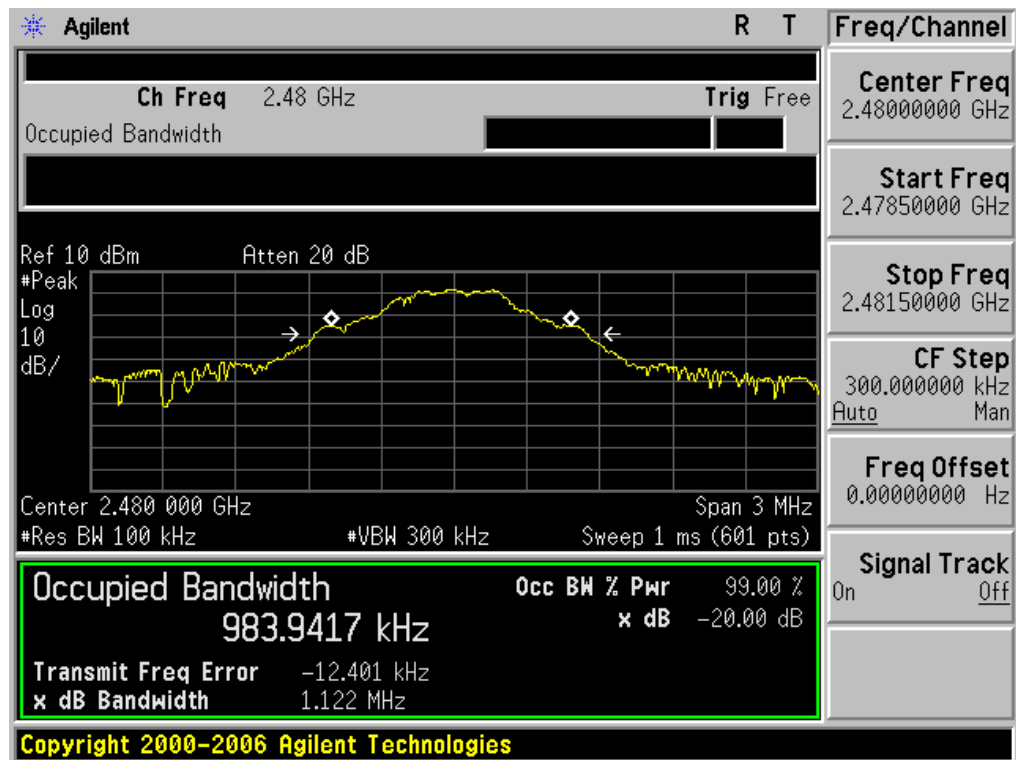 Agilent R T
Ch Freq 2.48 GHz Trig Free
Occupied Bandwidth
Ref 10 dBm Atten 20 dB
#Peak
Log
10
dB/
Center 2.480 000 GHz Span 3 MHz
#Res BW 100 kHz #VBW 300 kHz Sweep 1 ms (601 pts)
Occupied Bandwidth
983.9417 kHz
Occ BW % Pwr 99.00 %
x dB -20.00 dB
Transmit Freq Error -12.401 kHz
x dB Bandwidth 1.122 MHz
Copyright 2000-2006 Agilent Technologies
Freq/Channel
Center Freq
2.48000000 GHz
Start Freq
2.47850000 GHz
Stop Freq
2.48150000 GHz
CF Step
300.000000 kHz
Auto Man
Freq Offset
0.00000000 Hz
Signal Track
On Off